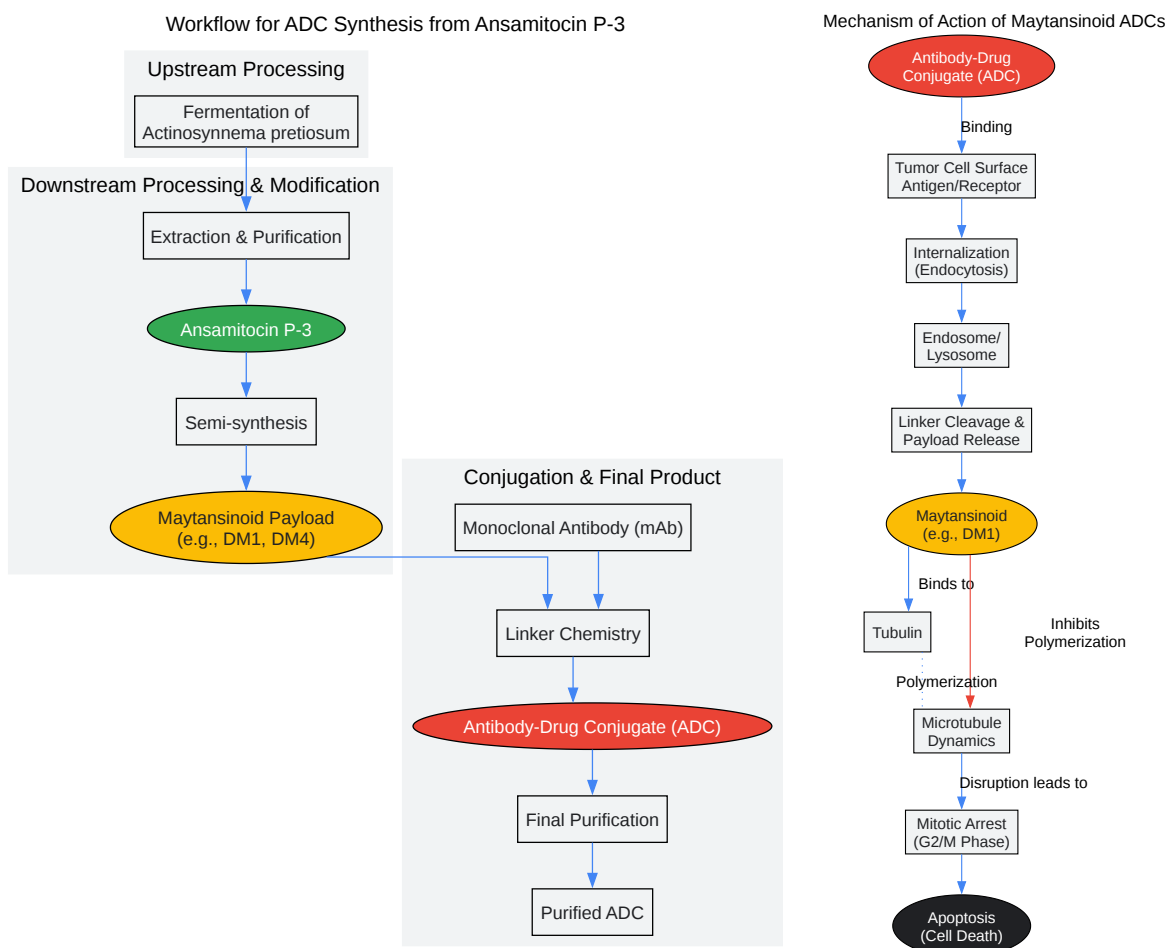 Workflow for ADC Synthesis from Ansamitocin P-3
Upstream Processing
Fermentation of
Actinosynnema pretiosum
Downstream Processing & Modification
Extraction & Purification
Ansamitocin P-3
Semi-synthesis
Maytansinoid Payload
(e.g., DM1, DM4)
Conjugation & Final Product
Monoclonal Antibody (mAb)
Linker Chemistry
Antibody-Drug Conjugate (ADC)
Final Purification
Purified ADC
Mechanism of Action of Maytansinoid ADCs
Antibody-Drug
Conjugate (ADC)
Binding
Tumor Cell Surface
Antigen/Receptor
Internalization
(Endocytosis)
Endosome/
Lysosome
Linker Cleavage &
Payload Release
Maytansinoid
(e.g., DM1)
Binds to
Tubulin
Inhibits
Polymerization
Polymerization
Microtubule
Dynamics
Disruption leads to
Mitotic Arrest
(G2/M Phase)
Apoptosis
(Cell Death)